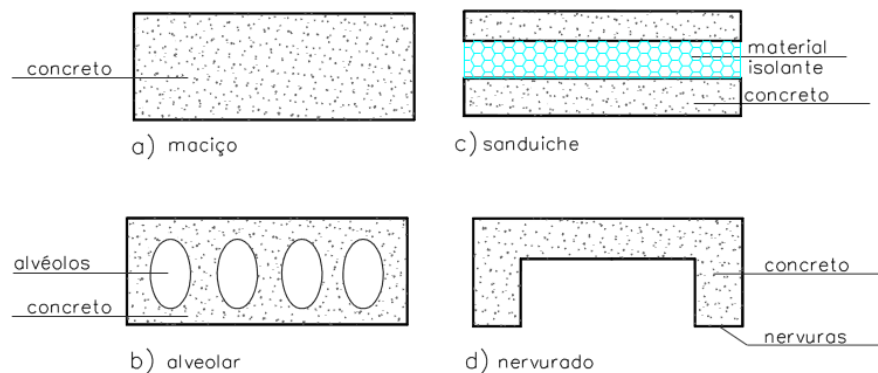 concreto
a) maciço
material
isolante
concreto
c) sanduiche
alvéolos
concreto
b) alveolar
concreto
nervuras
d) nervurado